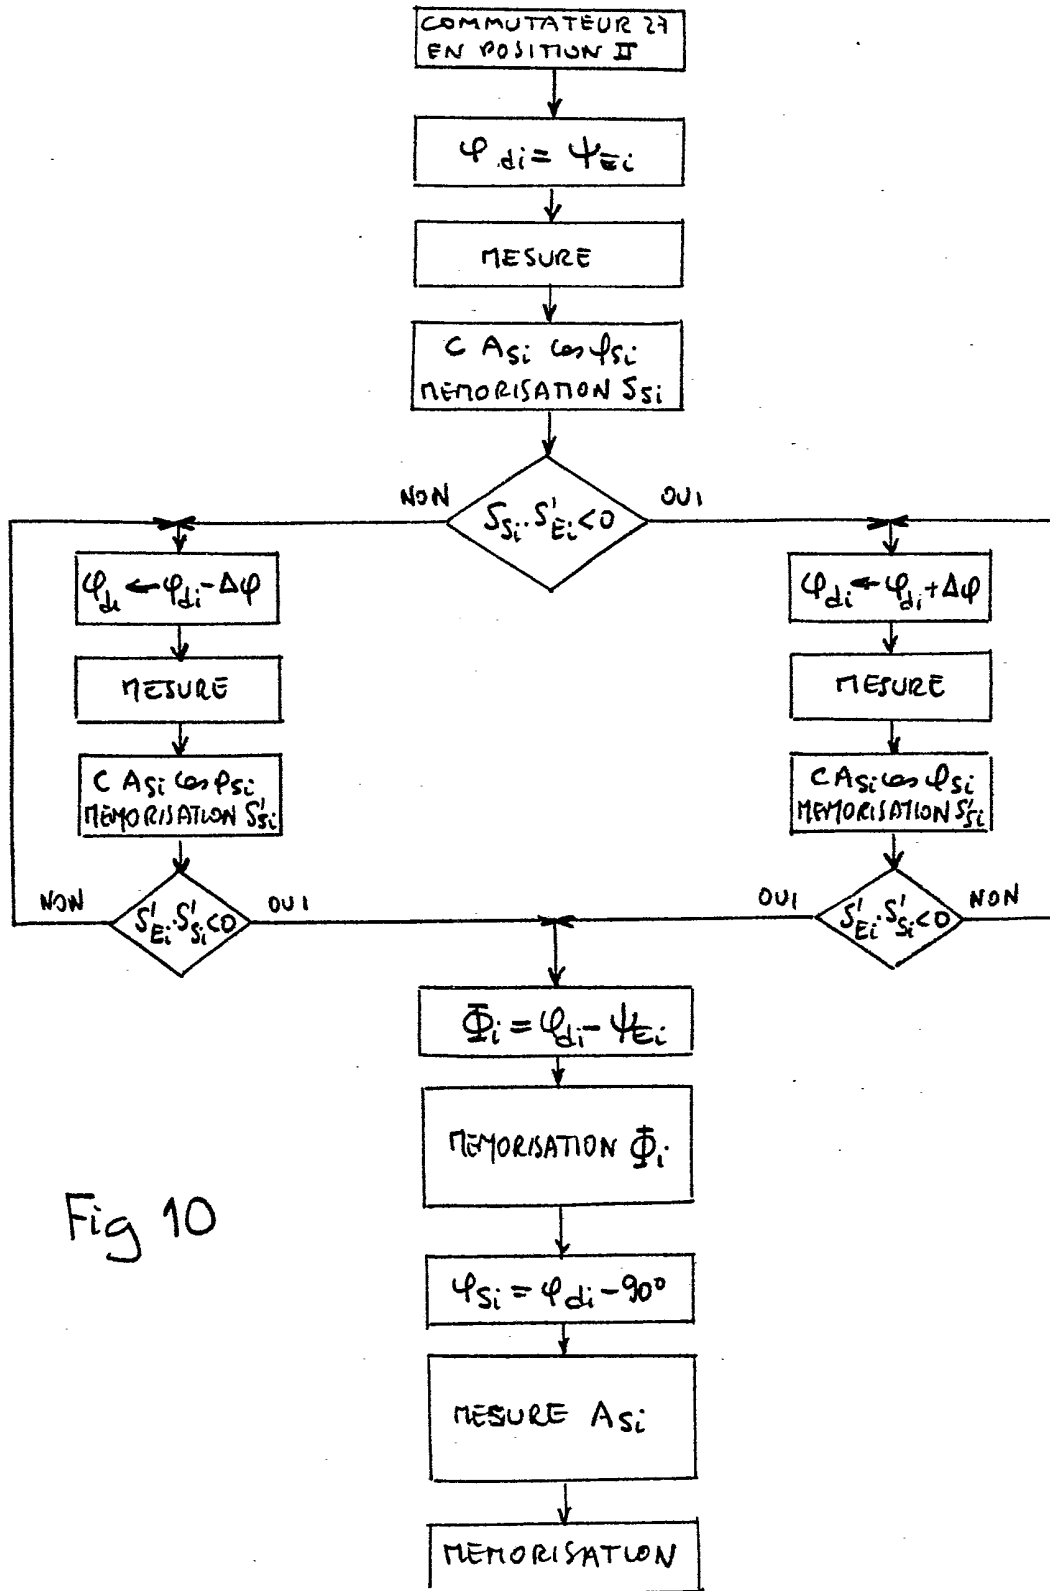 COMMUTATEUR 27
EN POSITION II
φdi = ψEi
MESURE
C ASi cos φSi
MEMORISATION SSi
NON
SSi.S'Ei<0
OUI
φdi ← φdi - Δφ
MESURE
C ASi cos φSi
MEMORISATION S'Si
NON
S'Ei.S'Si<0
OUI
φdi ← φdi + Δφ
MESURE
C ASi cos φSi
MEMORISATION S'Si
OUI
S'Ei.S'Si<0
NON
Φi = φdi - ψEi
MEMORISATION Φi
φSi = φdi - 90°
MESURE ASi
MEMORISATION
Fig 10